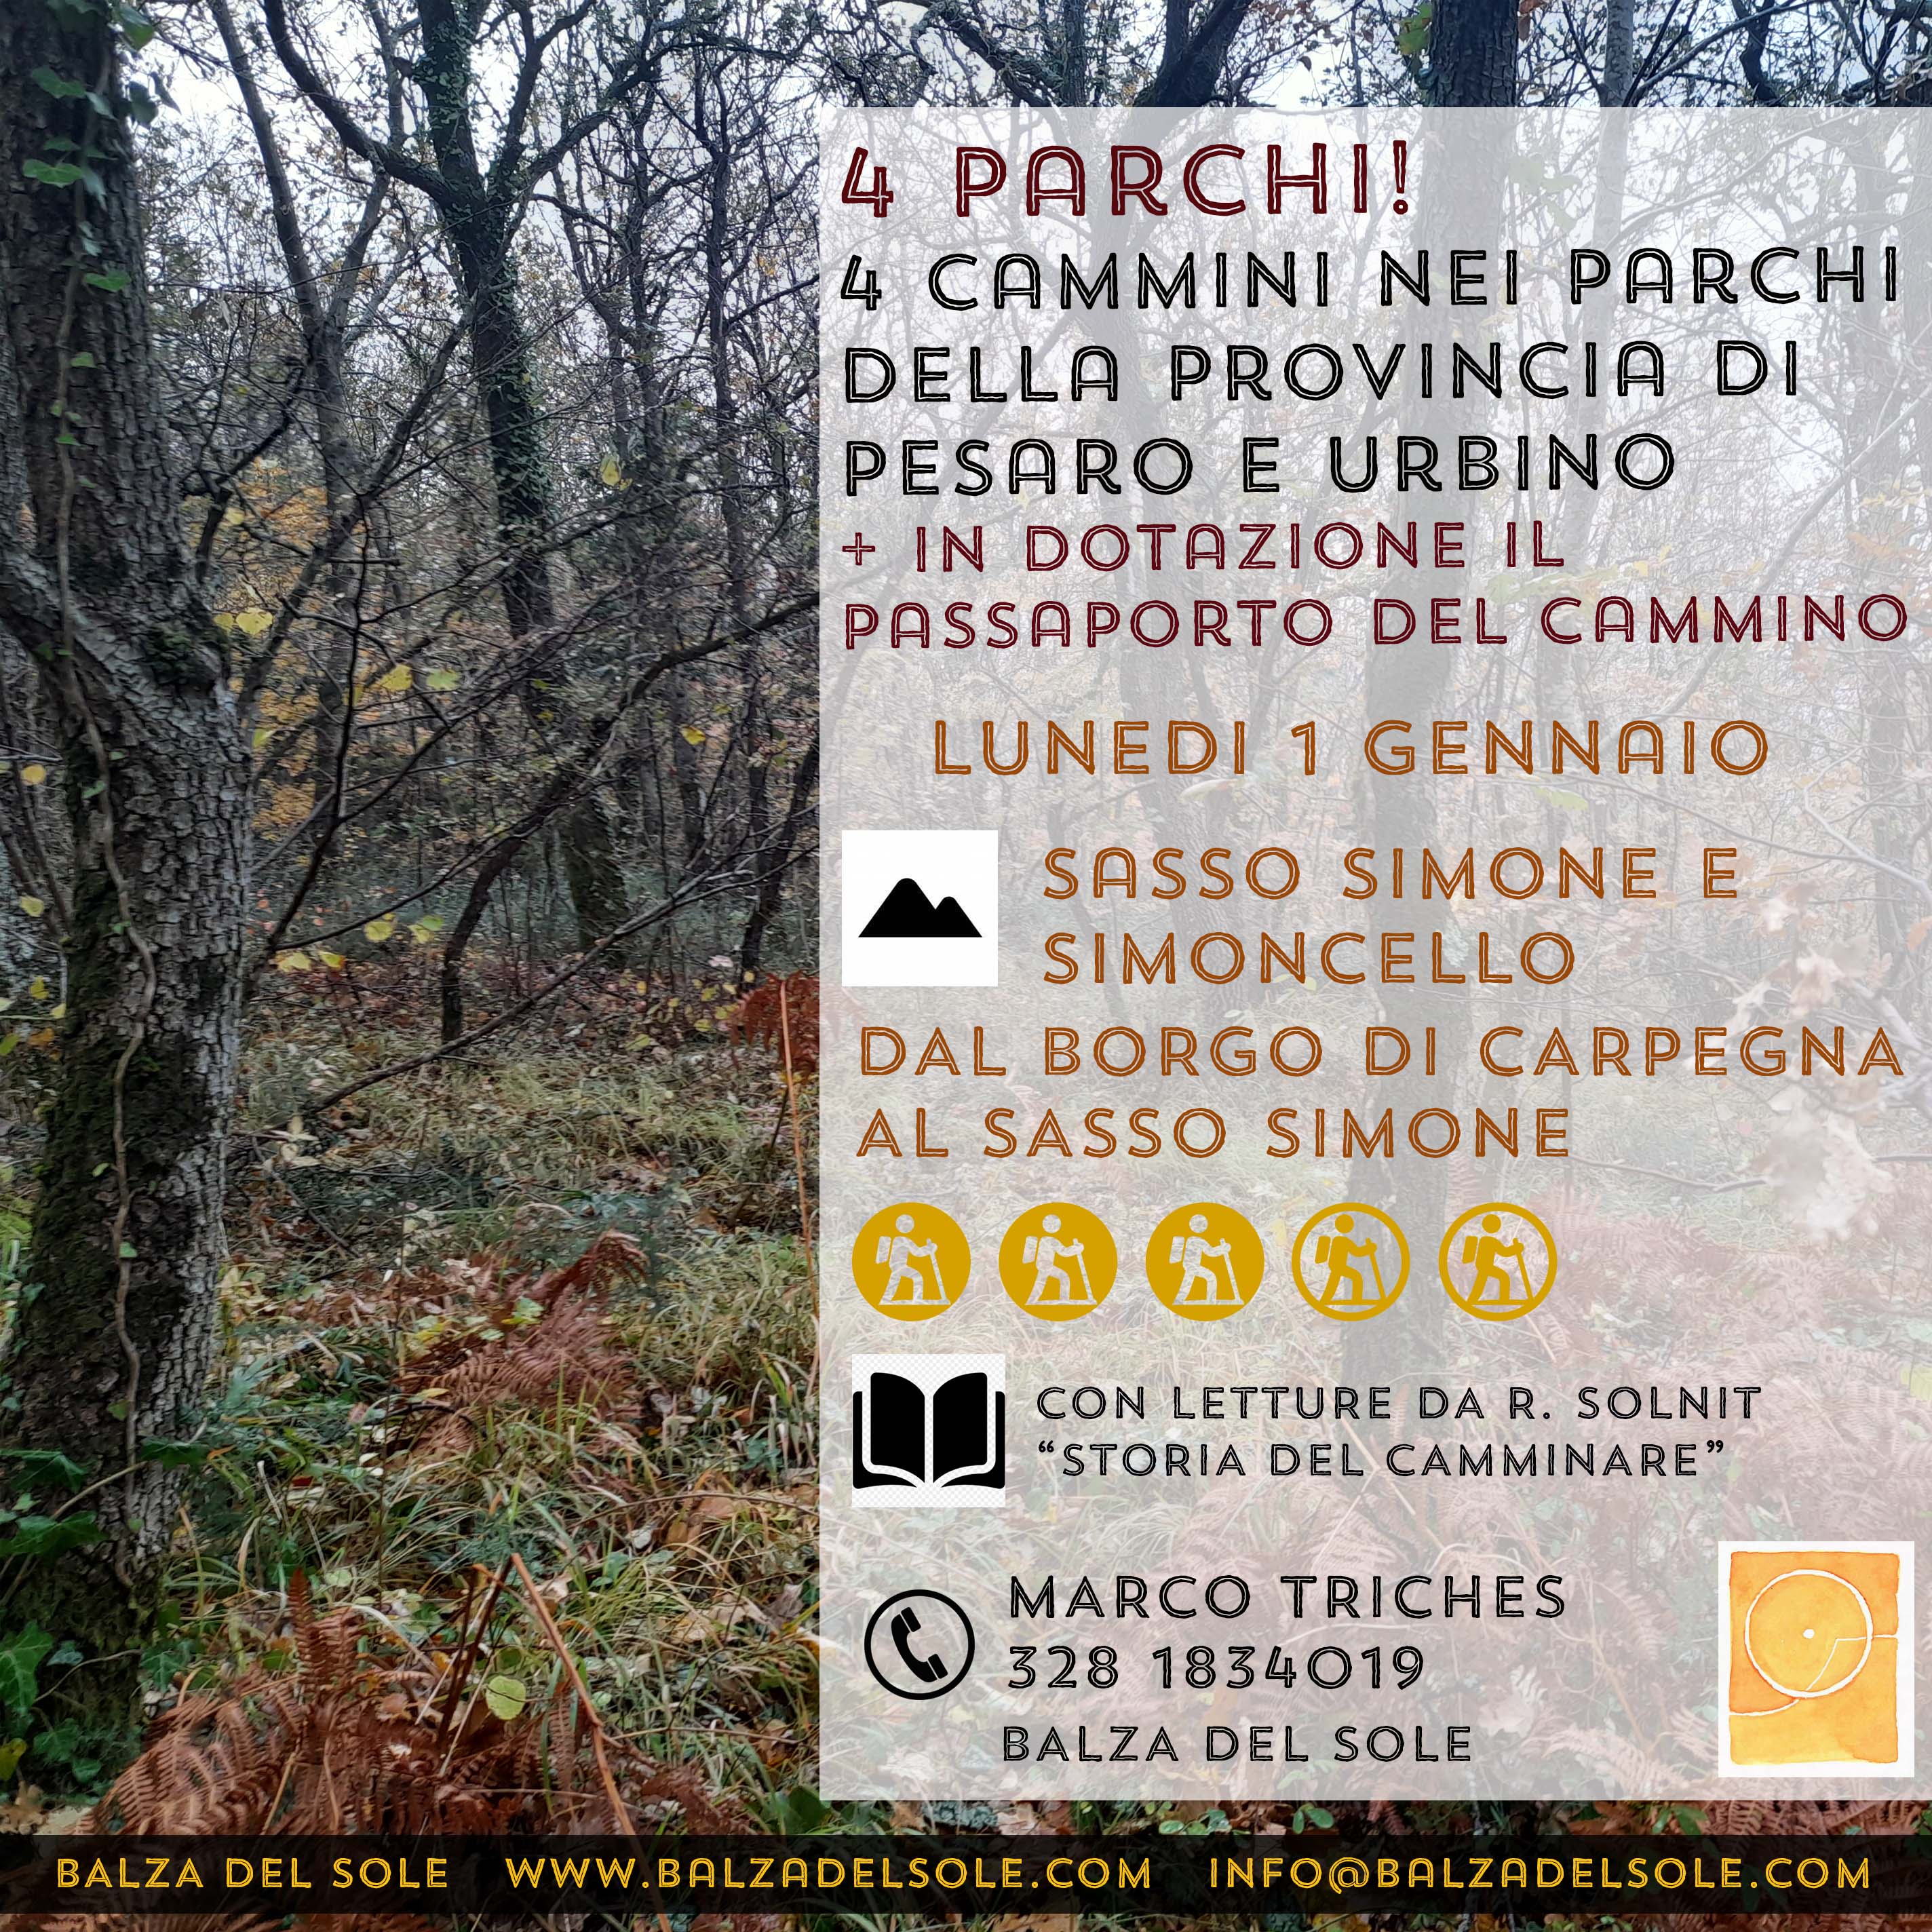 4 PARCHI!
4 CAMMINI NEI PARCHI
DELLA PROVINCIA DI
PESARO E URBINO
+ IN DOTAZIONE IL
PASSAPORTO DEL CAMMINO
LUNEDI 1 GENNAIO
SASSO SIMONE E
SIMONCELLO
DAL BORGO DI CARPEGNA
AL SASSO SIMONE
CON LETTURE DA R. SOLNIT
“STORIA DEL CAMMINARE”
MARCO TRICHES
328 1834019
BALZA DEL SOLE
BALZA DEL SOLE WWW.BALZADELSOLE.COM INFO@BALZADELSOLE.COM